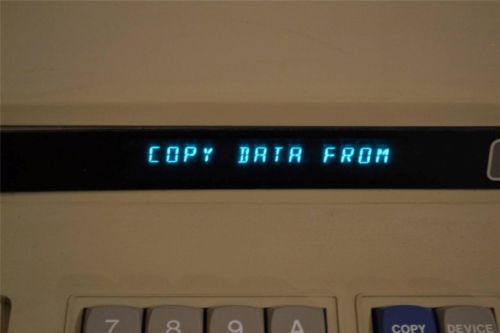 COPY DATA FROM
7 8 9 A COPY DEVICE